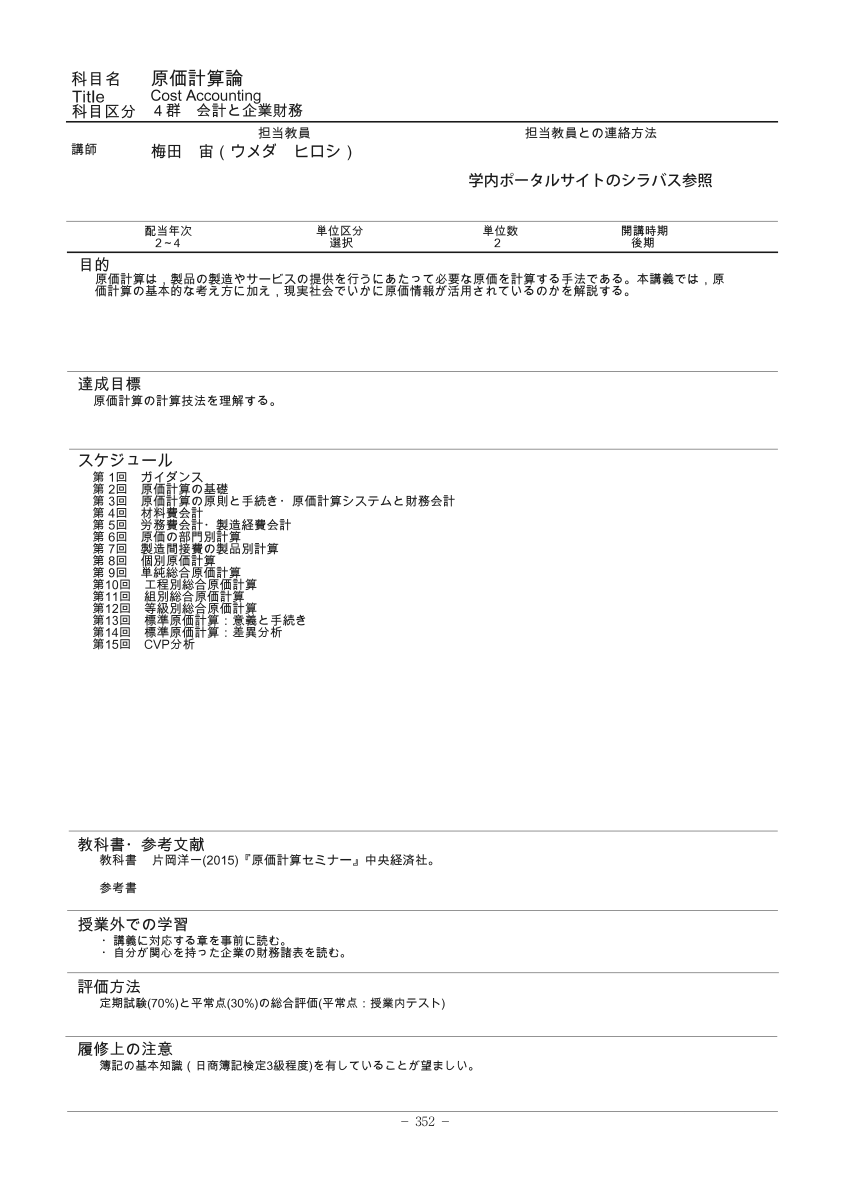 科目名　原価計算論
Title　Cost Accounting
科目区分　４群　会計と企業財務
担当教員　担当教員との連絡方法
講師　梅田　宙（ウメダ　ヒロシ）
学内ポータルサイトのシラバス参照
配当年次　単位区分　単位数　開講時期
2～4　選択　2　後期
目的
原価計算は，製品の製造やサービスの提供を行うにあたって必要な原価を計算する手法である。本講義では，原
価計算の基本的な考え方に加え，現実社会でいかに原価情報が活用されているのかを解説する。
達成目標
原価計算の計算技法を理解する。
スケジュール
第 1回　ガイダンス
第 2回　原価計算の基礎
第 3回　原価計算の原則と手続き・原価計算システムと財務会計
第 4回　材料費会計
第 5回　労務費会計・製造経費会計
第 6回　原価の部門別計算
第 7回　製造間接費の製品別計算
第 8回　個別原価計算
第 9回　単純総合原価計算
第10回　工程別総合原価計算
第11回　組別総合原価計算
第12回　等級別総合原価計算
第13回　標準原価計算：意義と手続き
第14回　標準原価計算：差異分析
第15回　CVP分析
教科書・参考文献
教科書　片岡洋一(2015)『原価計算セミナー』中央経済社。
参考書
授業外での学習
・講義に対応する章を事前に読む。
・自分が関心を持った企業の財務諸表を読む。
評価方法
定期試験(70%)と平常点(30%)の総合評価(平常点：授業内テスト)
履修上の注意
簿記の基本知識（日商簿記検定3級程度)を有していることが望ましい。
－ 352 －